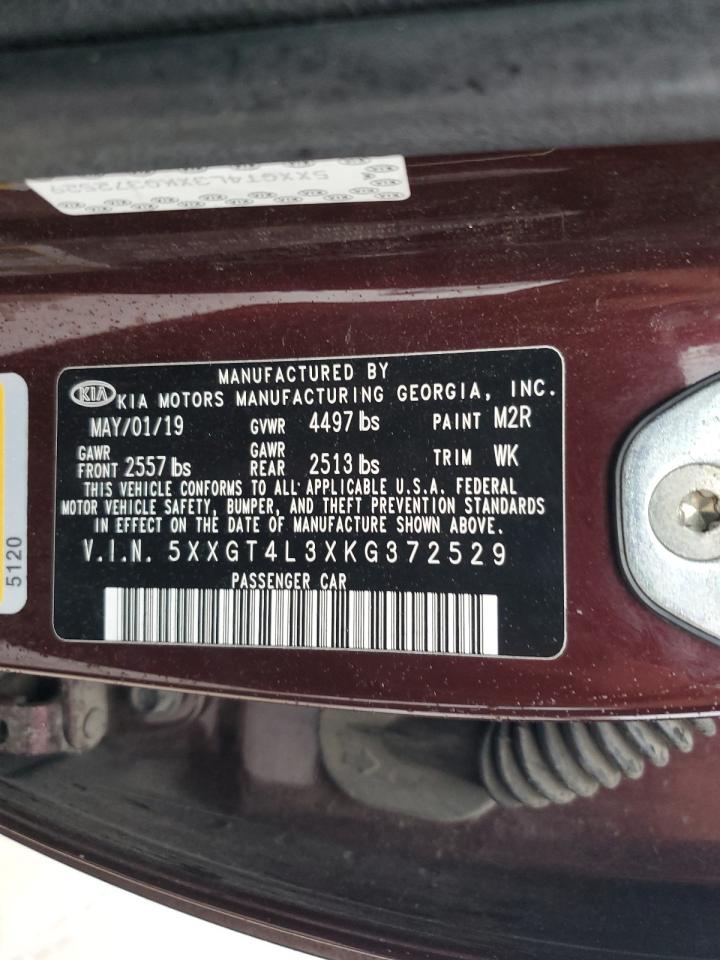 5XXGT4L3XKG372529
KIA
MANUFACTURED BY
KIA MOTORS MANUFACTURING GEORGIA, INC.
MAY/01/19 GVWR 4497 lbs PAINT M2R
GAWR FRONT 2557 lbs GAWR REAR 2513 lbs TRIM WK
THIS VEHICLE CONFORMS TO ALL APPLICABLE U.S.A. FEDERAL
MOTOR VEHICLE SAFETY, BUMPER, AND THEFT PREVENTION STANDARDS
IN EFFECT ON THE DATE OF MANUFACTURE SHOWN ABOVE.
V.I.N. 5XXGT4L3XKG372529
PASSENGER CAR
5120